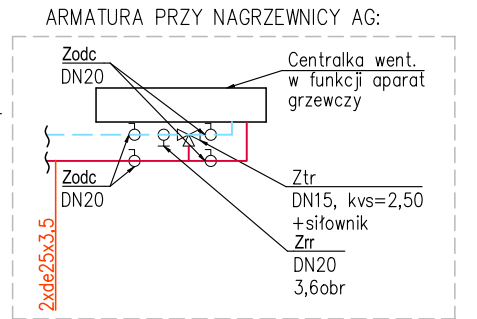 ARMATURA PRZY NAGRZEWNICY AG:
Zodc
DN20
Centralka went.
w funkcji aparat
grzewczy
Zodc
DN20
Ztr
DN15, kvs=2,50
+siłownik
Zrr
DN20
3,6obr
2xde25x3,5